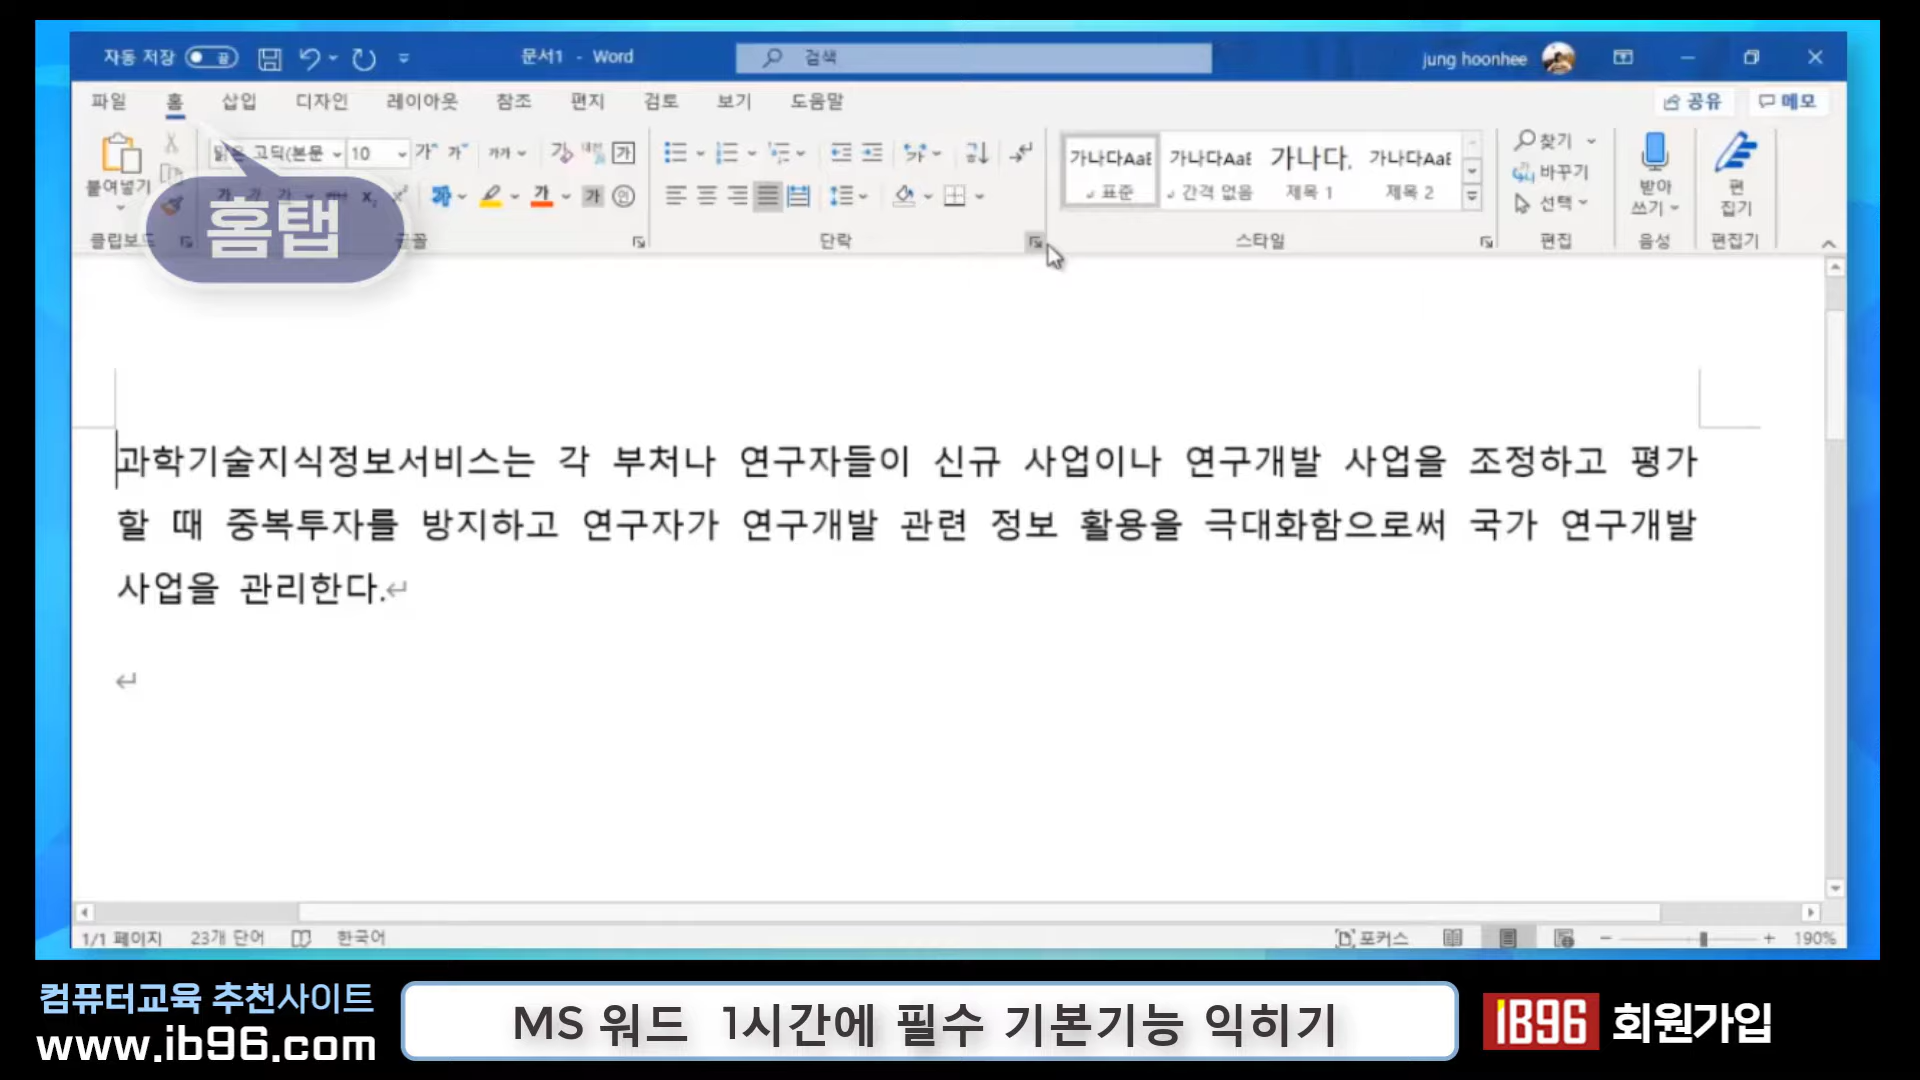 자동 저장 끔 문서1 - Word 검색 jung hoonhee
파일 홈 삽입 디자인 레이아웃 참조 편지 검토 보기 도움말 공유 메모
붙여넣기 고딕(본문 10
클립보드 단락 스타일 편집 음성 편집기
홈탭
가나다AaE 가나다AaE 가나다, 가나다AaE
표준 간격 없음 제목 1 제목 2
찾기
바꾸기
선택
받아
쓰기
편
집기
과학기술지식정보서비스는 각 부처나 연구자들이 신규 사업이나 연구개발 사업을 조정하고 평가
할 때 중복투자를 방지하고 연구자가 연구개발 관련 정보 활용을 극대화함으로써 국가 연구개발
사업을 관리한다.
1/1 페이지 23개 단어 한국어 포커스 190%
컴퓨터교육 추천사이트
www.ib96.com
MS 워드 1시간에 필수 기본기능 익히기
IB96 회원가입